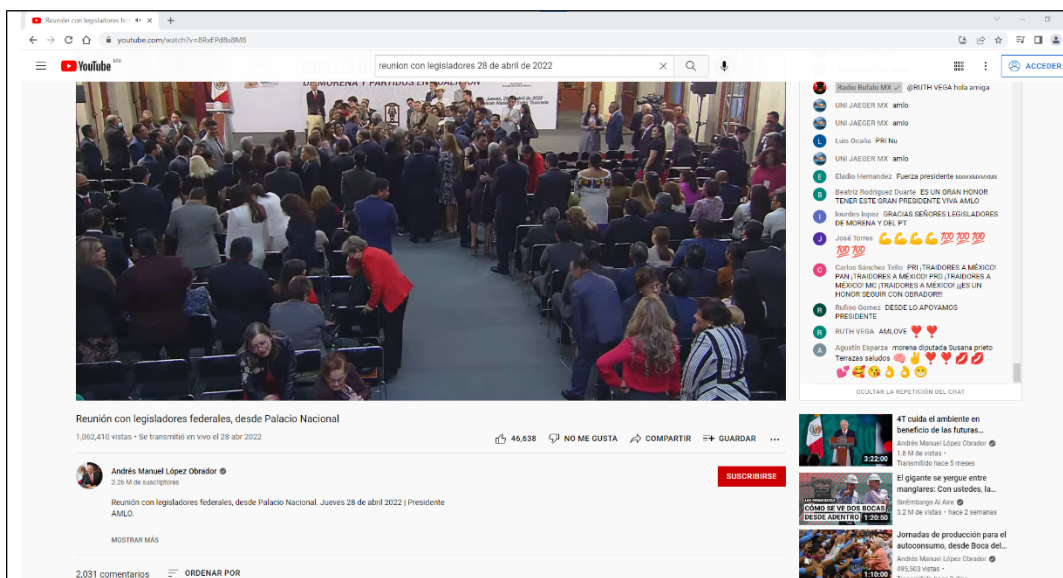 Reunión con legisladores fed
youtube.com/watch?v=8RxEPdBs8M8
YouTube MX
reunion con legisladores 28 de abril de 2022
ACCEDER
DE MORENA Y PARTIDOS EN COALICIÓN
Radio Bufalo MX @RUTH VEGA hola amiga
UNI JAEGER MX amlo
Luis Ocaña PRI Nu
UNI JAEGER MX amlo
Eladio Hernandez Fuerza presidente
Beatriz Rodriguez Duarte ES UN GRAN HONOR
TENER ESTE GRAN PRESIDENTE VIVA AMLO
lourdes lopez GRACIAS SEÑORES LEGISLADORES
DE MORENA Y DEL PT
José Torres 💪💪💪💪💯💯💯
💯💯
Carlos Sánchez Tello PRI ¡TRAIDORES A MÉXICO!
PAN ¡TRAIDORES A MÉXICO! PRD ¡TRAIDORES A
MÉXICO! MC ¡TRAIDORES A MÉXICO! ¡¡ES UN
HONOR SEGUIR CON OBRADOR!!!
Rufino Gomez DESDE LO APOYAMOS
PRESIDENTE
RUTH VEGA AMLOVE ❣️❣️
Agustín Esparza morena diputada Susana prieto
Terrazas saludos
OCULTAR LA REPETICIÓN DEL CHAT
Reunión con legisladores federales, desde Palacio Nacional
1,062,410 vistas • Se transmitió en vivo el 28 abr 2022
46,638 NO ME GUSTA COMPARTIR GUARDAR ...
Andrés Manuel López Obrador
3.26 M de suscriptores
SUSCRIBIRSE
Reunión con legisladores federales, desde Palacio Nacional. Jueves 28 de abril 2022 | Presidente
AMLO.
MOSTRAR MÁS
2,031 comentarios ORDENAR POR
3:22:00
4T cuida el ambiente en
beneficio de las futuras...
Andrés Manuel López Obrador
1.8 M de vistas •
Transmitido hace 5 meses
CÓMO SE VE DOS BOCAS
DESDE ADENTRO
1:20:50
El gigante se yergue entre
manglares: Con ustedes, la...
SinEmbargo Al Aire
3.2 M de vistas • hace 2 semanas
1:10:00
Jornadas de producción para el
autoconsumo, desde Boca del...
Andrés Manuel López Obrador
495,503 vistas •